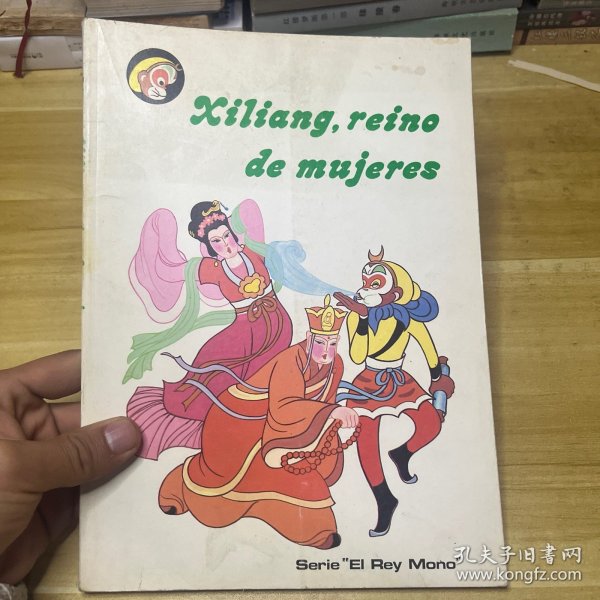 Xiliang, reino
de mujeres
Serie "El Rey Mono"
孔夫子旧书网
www.kongfz.com